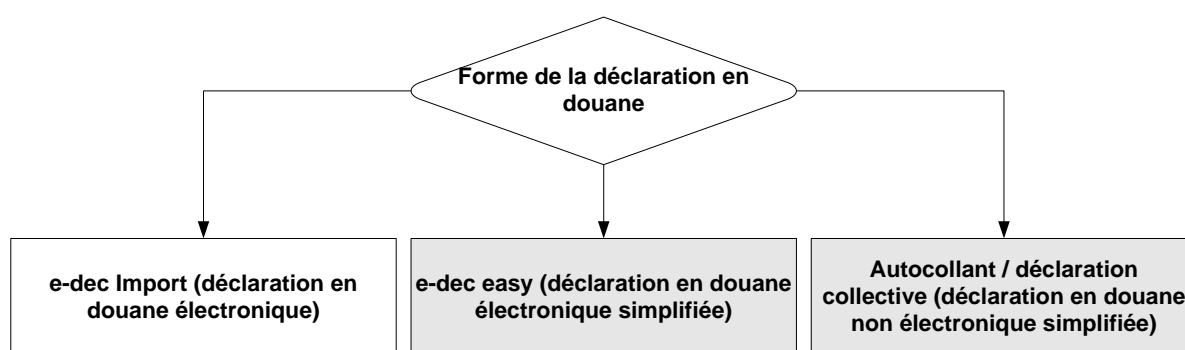 Forme de la déclaration en
douane
e-dec Import (déclaration en
douane électronique)
e-dec easy (déclaration en douane
électronique simplifiée)
Autocollant / déclaration
collective (déclaration en douane
non électronique simplifiée)